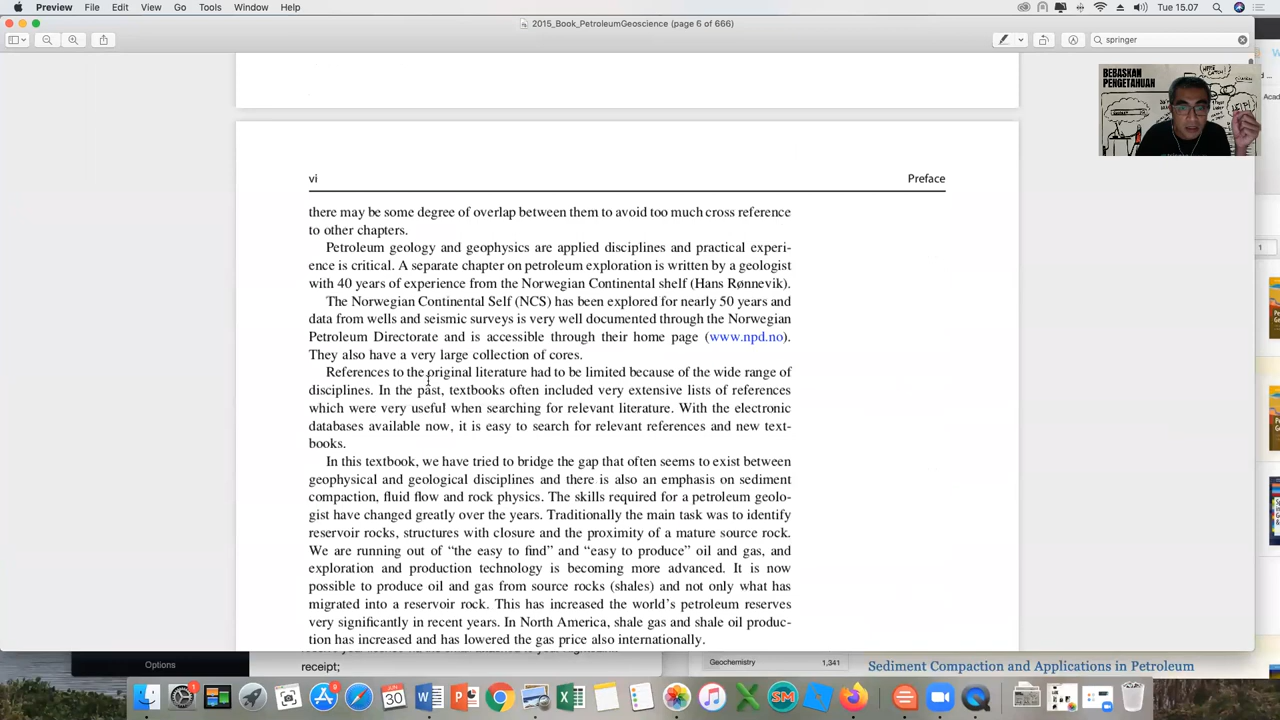 Preview File Edit View Go Tools Window Help
Tue 15.07
2015_Book_PetroleumGeoscience (page 6 of 666)
springer
BEBASKAN
PENGETAHUAN
vi Preface
there may be some degree of overlap between them to avoid too much cross reference
to other chapters.
Petroleum geology and geophysics are applied disciplines and practical experi-
ence is critical. A separate chapter on petroleum exploration is written by a geologist
with 40 years of experience from the Norwegian Continental shelf (Hans Rønnevik).
The Norwegian Continental Self (NCS) has been explored for nearly 50 years and
data from wells and seismic surveys is very well documented through the Norwegian
Petroleum Directorate and is accessible through their home page (www.npd.no).
They also have a very large collection of cores.
References to the original literature had to be limited because of the wide range of
disciplines. In the past, textbooks often included very extensive lists of references
which were very useful when searching for relevant literature. With the electronic
databases available now, it is easy to search for relevant references and new text-
books.
In this textbook, we have tried to bridge the gap that often seems to exist between
geophysical and geological disciplines and there is also an emphasis on sediment
compaction, fluid flow and rock physics. The skills required for a petroleum geolo-
gist have changed greatly over the years. Traditionally the main task was to identify
reservoir rocks, structures with closure and the proximity of a mature source rock.
We are running out of “the easy to find” and “easy to produce” oil and gas, and
exploration and production technology is becoming more advanced. It is now
possible to produce oil and gas from source rocks (shales) and not only what has
migrated into a reservoir rock. This has increased the world’s petroleum reserves
very significantly in recent years. In North America, shale gas and shale oil produc-
tion has increased and has lowered the gas price also internationally.
receipt;
Options
Geochemistry 1,341
Sediment Compaction and Applications in Petroleum
1
JUN
30